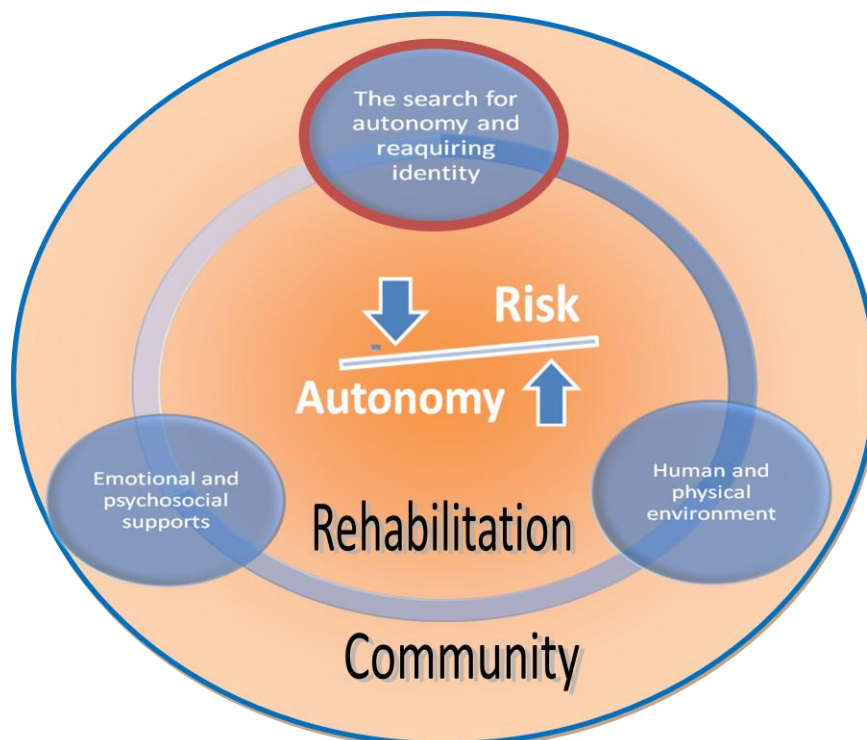 The search for
autonomy and
reaquiring
identity
Risk
Autonomy
Emotional and
psychosocial
supports
Human and
physical
environment
Rehabilitation
Community